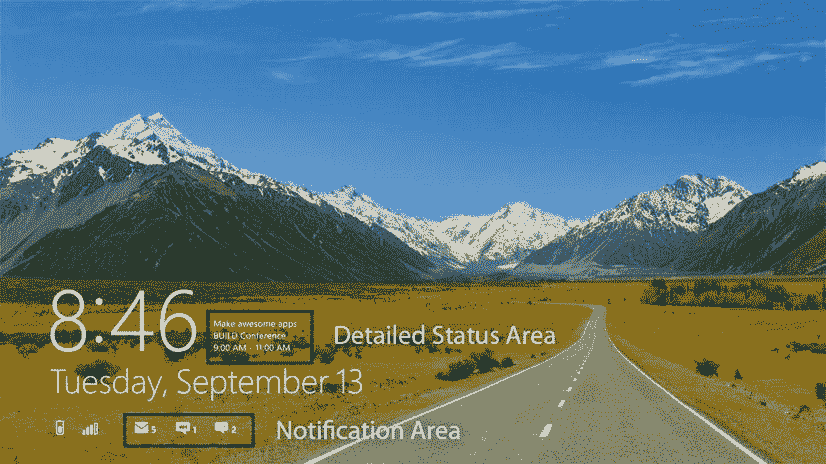 8:46
Make awesome apps
BUILD Conference
9:00 AM - 11:00 AM
Detailed Status Area
Tuesday, September 13
5 1 2
Notification Area